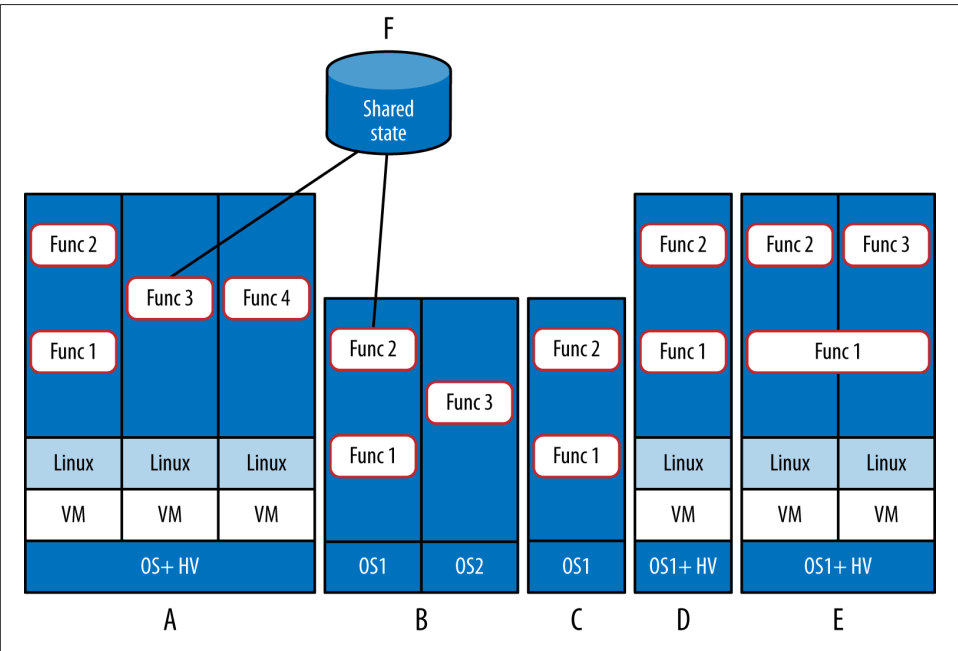 F
Shared
state
Func 2
Func 3
Func 4
Func 1
Linux
Linux
Linux
VM
VM
VM
OS+ HV
A
Func 2
Func 3
Func 1
OS1
OS2
B
Func 2
Func 1
OS1
C
Func 2
Func 1
Linux
VM
OS1+ HV
D
Func 2
Func 3
Func 1
Linux
Linux
VM
VM
OS1+ HV
E